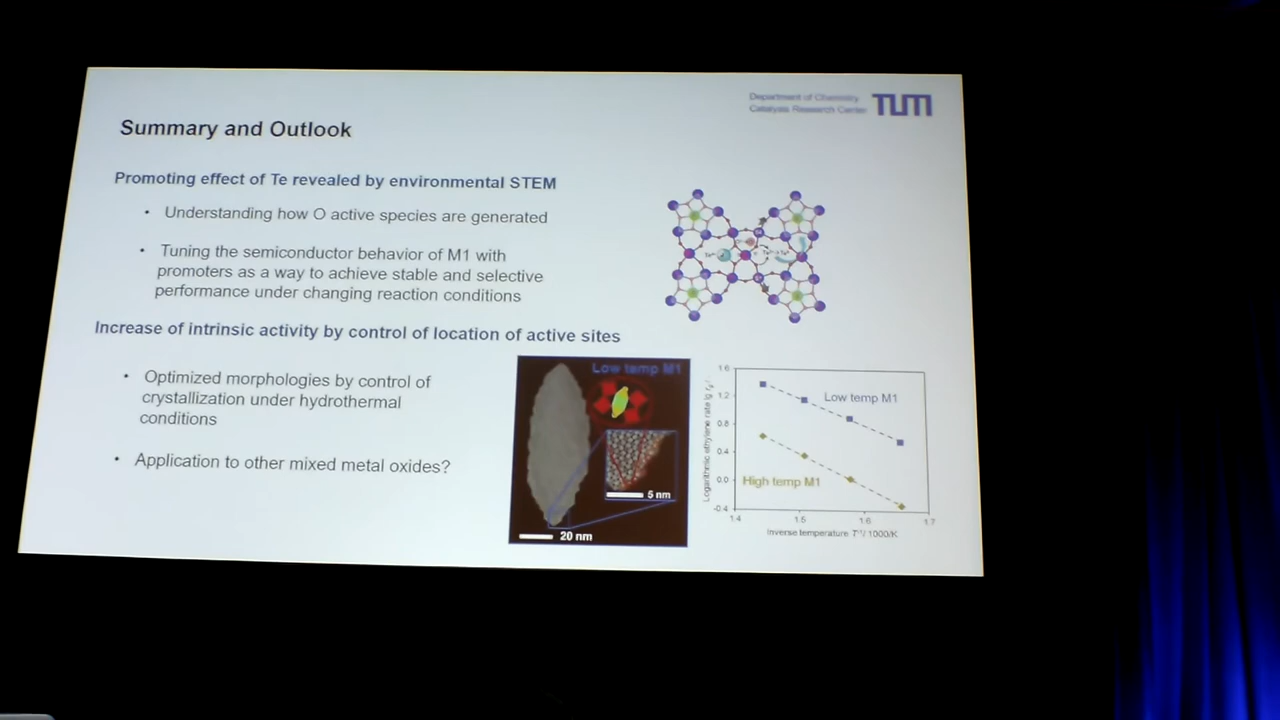 Department of Chemistry
Catalysis Research Center
TUM
Summary and Outlook
Promoting effect of Te revealed by environmental STEM
• Understanding how O active species are generated
• Tuning the semiconductor behavior of M1 with
promoters as a way to achieve stable and selective
performance under changing reaction conditions
Increase of intrinsic activity by control of location of active sites
• Optimized morphologies by control of
crystallization under hydrothermal
conditions
• Application to other mixed metal oxides?
Low temp M1
5 nm
20 nm
Logarithmic ethylene rate lg
1.6
1.2
0.8
0.4
0.0
-0.4
Low temp M1
High temp M1
1.4 1.5 1.6 1.7
Inverse temperature T⁻¹/ 1000/K